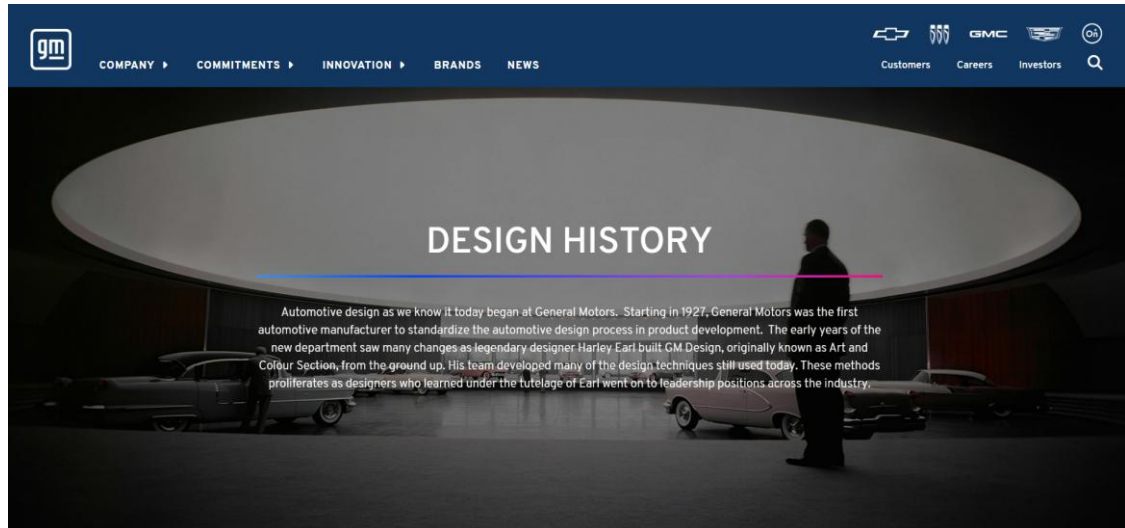 gm
COMPANY
COMMITMENTS
INNOVATION
BRANDS
NEWS
GMC
On
Customers
Careers
Investors
DESIGN HISTORY
Automotive design as we know it today began at General Motors. Starting in 1927, General Motors was the first
automotive manufacturer to standardize the automotive design process in product development. The early years of the
new department saw many changes as legendary designer Harley Earl built GM Design, originally known as Art and
Colour Section, from the ground up. His team developed many of the design techniques still used today. These methods
proliferates as designers who learned under the tutelage of Earl went on to leadership positions across the industry.